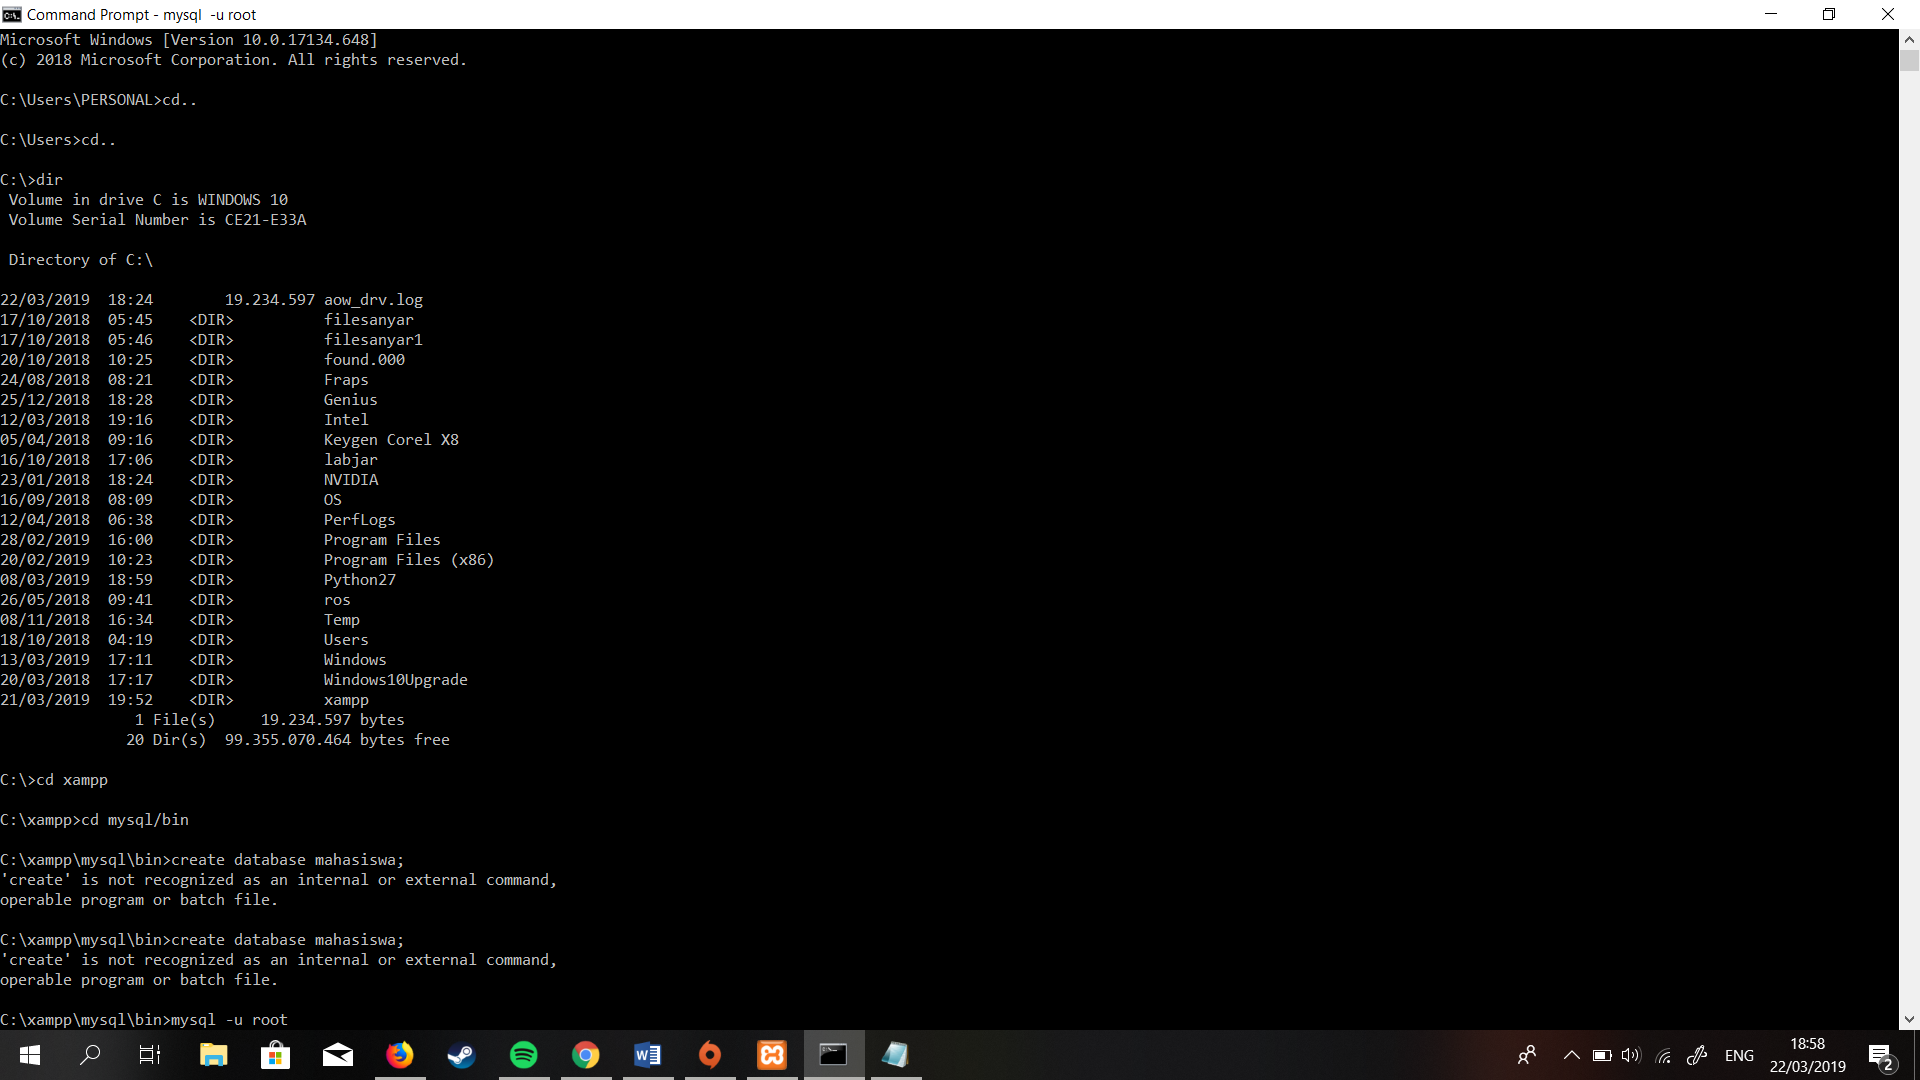 Command Prompt - mysql  -u root
Microsoft Windows [Version 10.0.17134.648]
(c) 2018 Microsoft Corporation. All rights reserved.
C:\Users\PERSONAL>cd..
C:\Users>cd..
C:\>dir
 Volume in drive C is WINDOWS 10
 Volume Serial Number is CE21-E33A
 Directory of C:\
22/03/2019  18:24        19.234.597 aow_drv.log
17/10/2018  05:45    <DIR>          filesanyar
17/10/2018  05:46    <DIR>          filesanyar1
20/10/2018  10:25    <DIR>          found.000
24/08/2018  08:21    <DIR>          Fraps
25/12/2018  18:28    <DIR>          Genius
12/03/2018  19:16    <DIR>          Intel
05/04/2018  09:16    <DIR>          Keygen Corel X8
16/10/2018  17:06    <DIR>          labjar
23/01/2018  18:24    <DIR>          NVIDIA
16/09/2018  08:09    <DIR>          OS
12/04/2018  06:38    <DIR>          PerfLogs
28/02/2019  16:00    <DIR>          Program Files
20/02/2019  10:23    <DIR>          Program Files (x86)
08/03/2019  18:59    <DIR>          Python27
26/05/2018  09:41    <DIR>          ros
08/11/2018  16:34    <DIR>          Temp
18/10/2018  04:19    <DIR>          Users
13/03/2019  17:11    <DIR>          Windows
20/03/2018  17:17    <DIR>          Windows10Upgrade
21/03/2019  19:52    <DIR>          xampp
               1 File(s)     19.234.597 bytes
              20 Dir(s)  99.355.070.464 bytes free
C:\>cd xampp
C:\xampp>cd mysql/bin
C:\xampp\mysql\bin>create database mahasiswa;
'create' is not recognized as an internal or external command,
operable program or batch file.
C:\xampp\mysql\bin>create database mahasiswa;
'create' is not recognized as an internal or external command,
operable program or batch file.
C:\xampp\mysql\bin>mysql -u root
ENG
18:58
22/03/2019
2